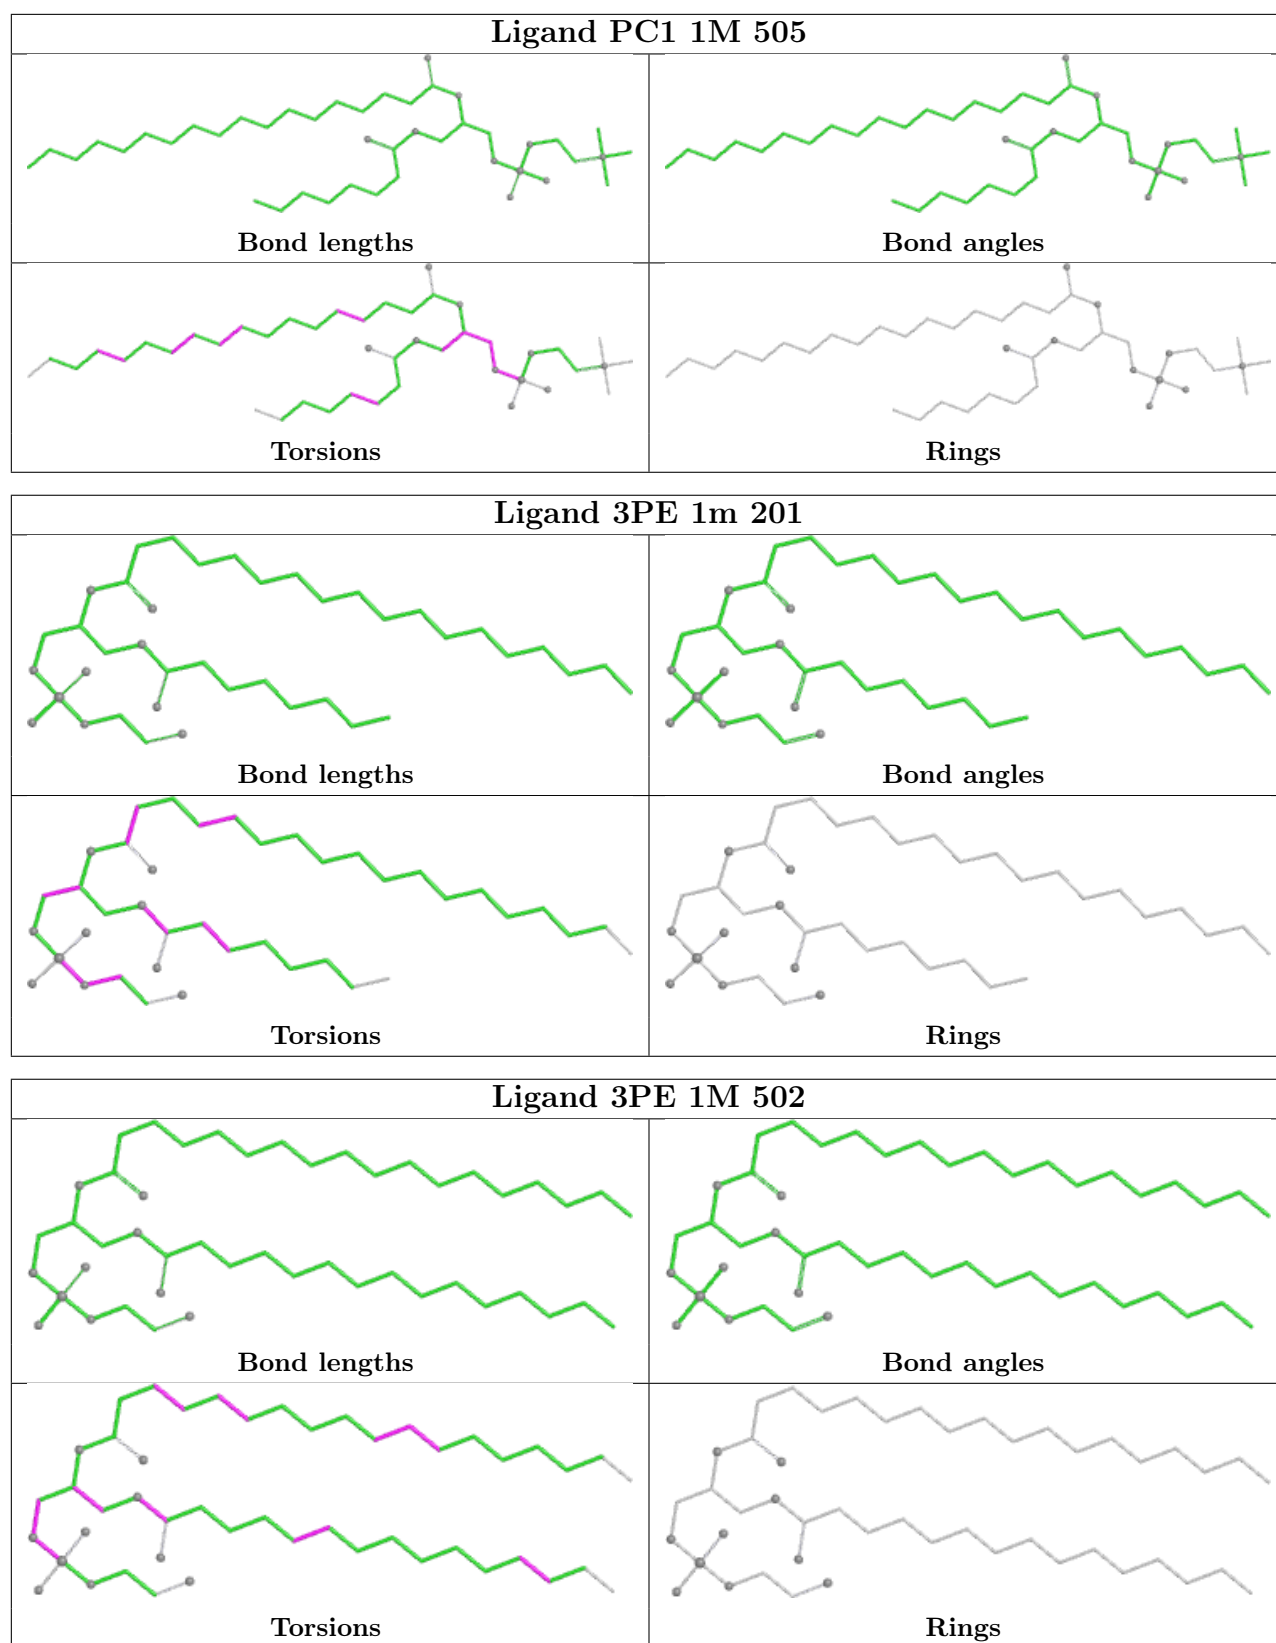 Ligand PC1 1M 505
Bond lengths
Bond angles
Torsions
Rings
Ligand 3PE 1m 201
Bond lengths
Bond angles
Torsions
Rings
Ligand 3PE 1M 502
Bond lengths
Bond angles
Torsions
Rings